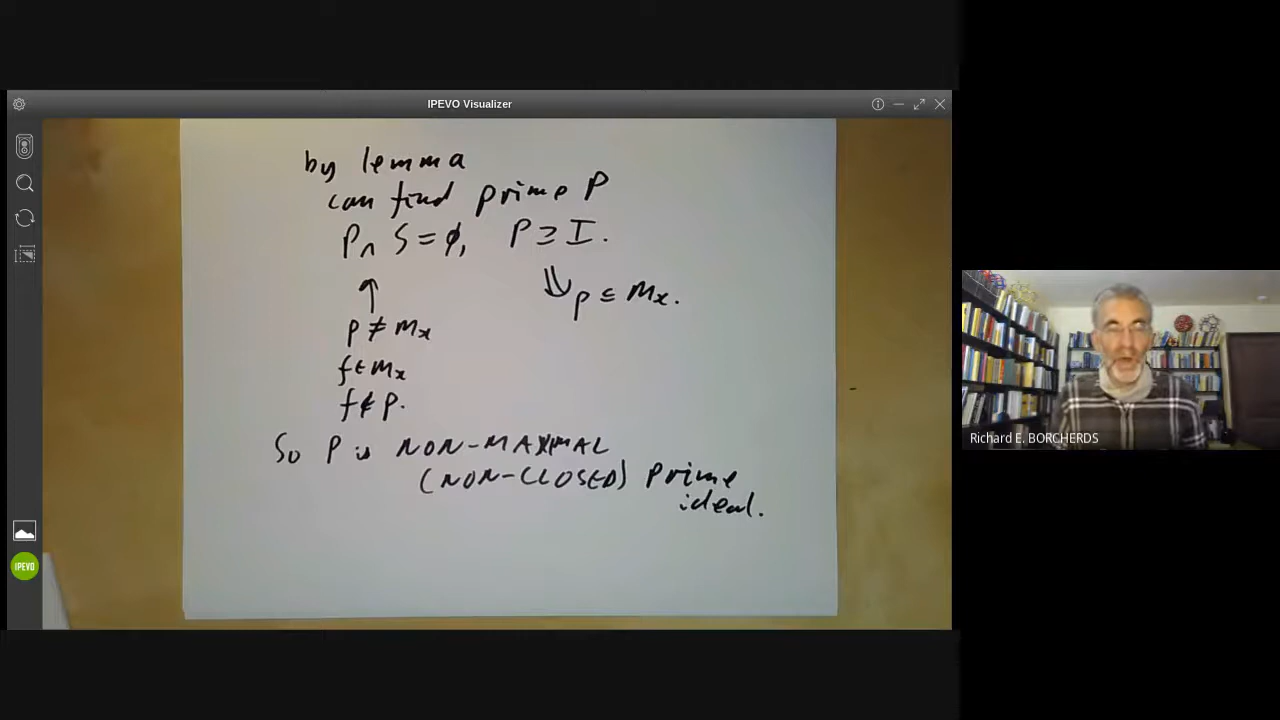 IPEVO Visualizer
by lemma
can find prime P
P ∩ S = ϕ, P ⊇ I.
⇓ P ⊆ Mx.
↑
P ≠ Mx
f ∈ Mx
f ∉ P.
So P is NON-MAXIMAL
(NON-CLOSED) prime
ideal.
IPEVO
Richard E. BORCHERDS